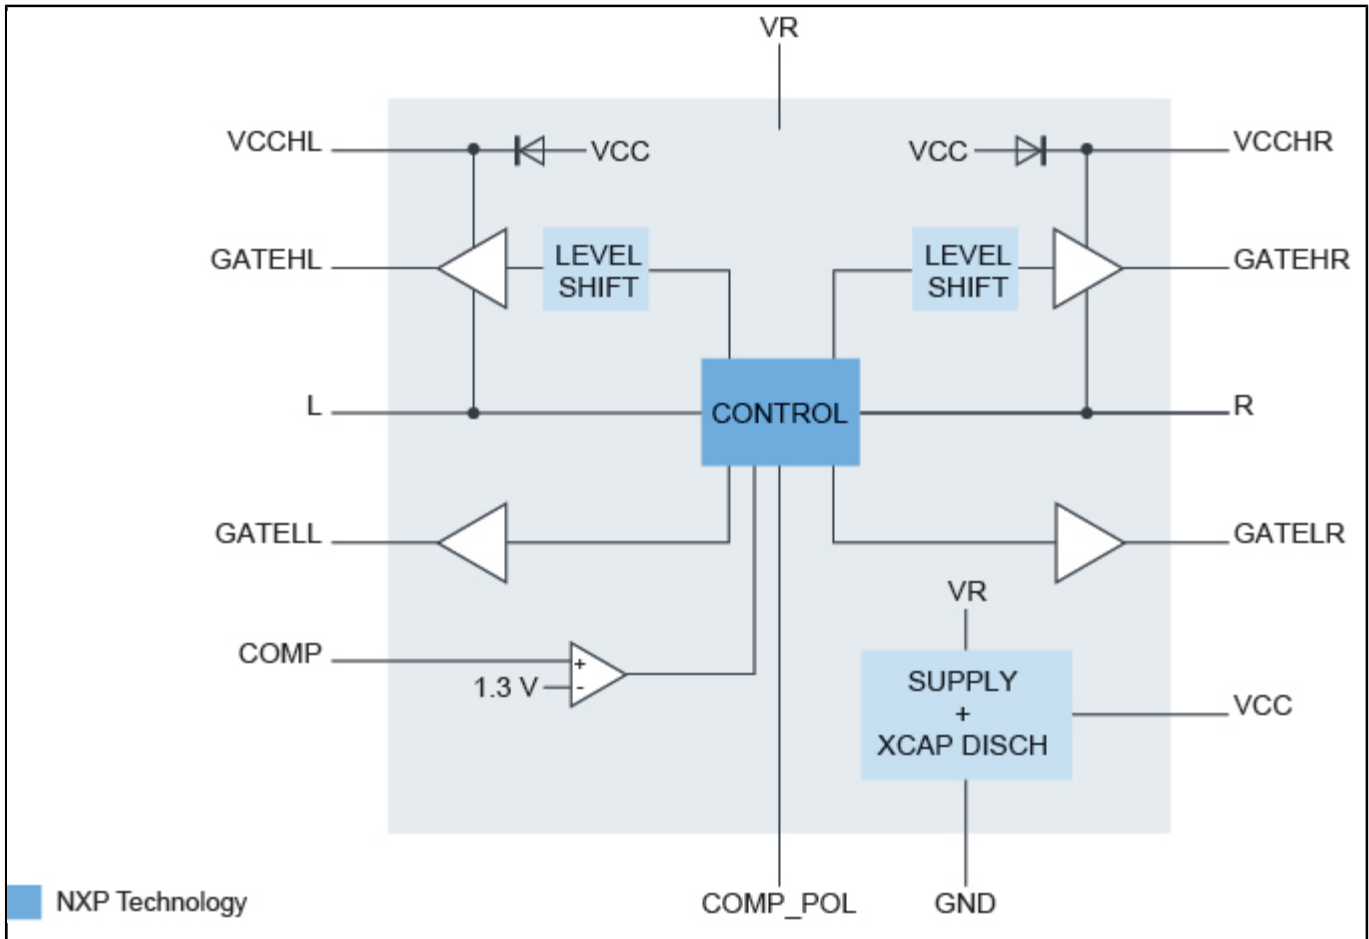 VR
VCCHL
VCC
VCC
VCCHR
GATEHL
LEVEL
SHIFT
LEVEL
SHIFT
GATEHR
L
CONTROL
R
GATELL
GATELR
VR
COMP
+
1.3 V
-
SUPPLY
+
XCAP DISCH
VCC
NXP Technology
COMP_POL
GND